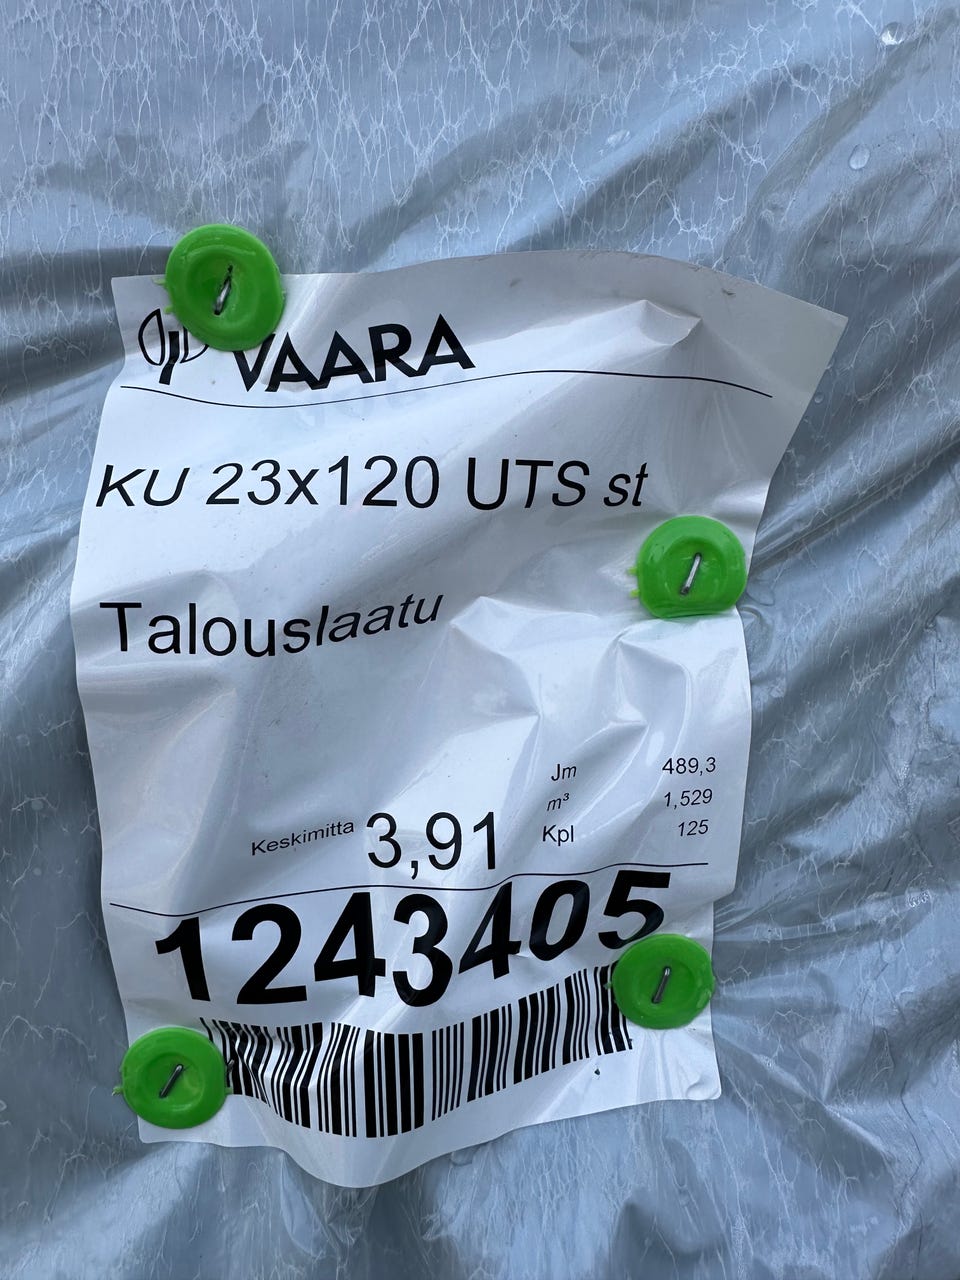 VAARA
KU 23x120 UTS st
Talouslaatu
Keskimitta 3,91
Jm 489,3
m³ 1,529
Kpl 125
1243405